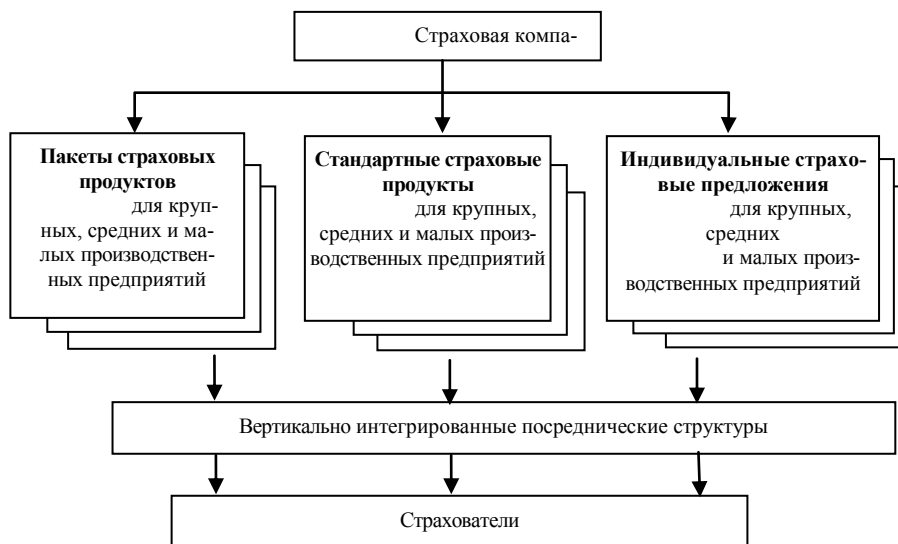 Страховая компа-
Пакеты страховых
продуктов
для круп-
ных, средних и ма-
лых производствен-
ных предприятий
Стандартные страховые
продукты
для крупных,
средних и малых произ-
водственных предприятий
Индивидуальные страхо-
вые предложения
для крупных,
средних
и малых произ-
водственных предприятий
Вертикально интегрированные посреднические структуры
Страхователи